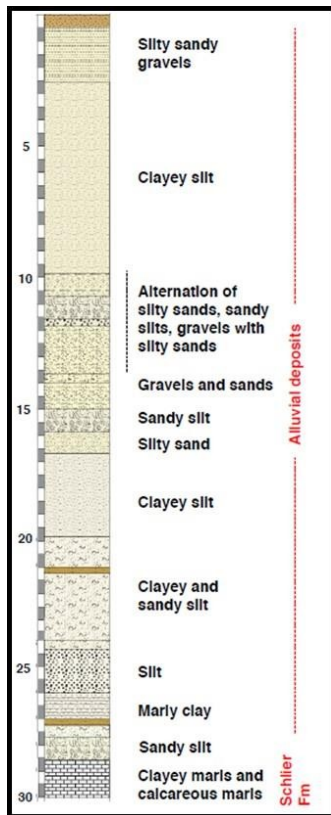 Silty sandy
gravels
5
Clayey silt
10
Alternation of
silty sands, sandy
silts, gravels with
silty sands
Gravels and sands
15
Sandy silt
Silty sand
Clayey silt
20
Clayey and
sandy silt
25
Silt
Marly clay
Sandy silt
Clayey marls and
calcareous marls
30
Alluvial deposits
Schlier
Fm